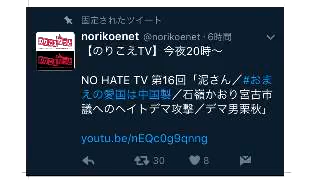 固定されたツイート
norikoenet @norikoenet・6時間
【のりこえTV】今夜20時〜
NO HATE TV 第16回「泥さん／#おま
えの愛国は中国製／石嶺かおり宮古市
議へのヘイトデマ攻撃／デマ男栗秋」
youtu.be/nEQc0g9qnng
30
8